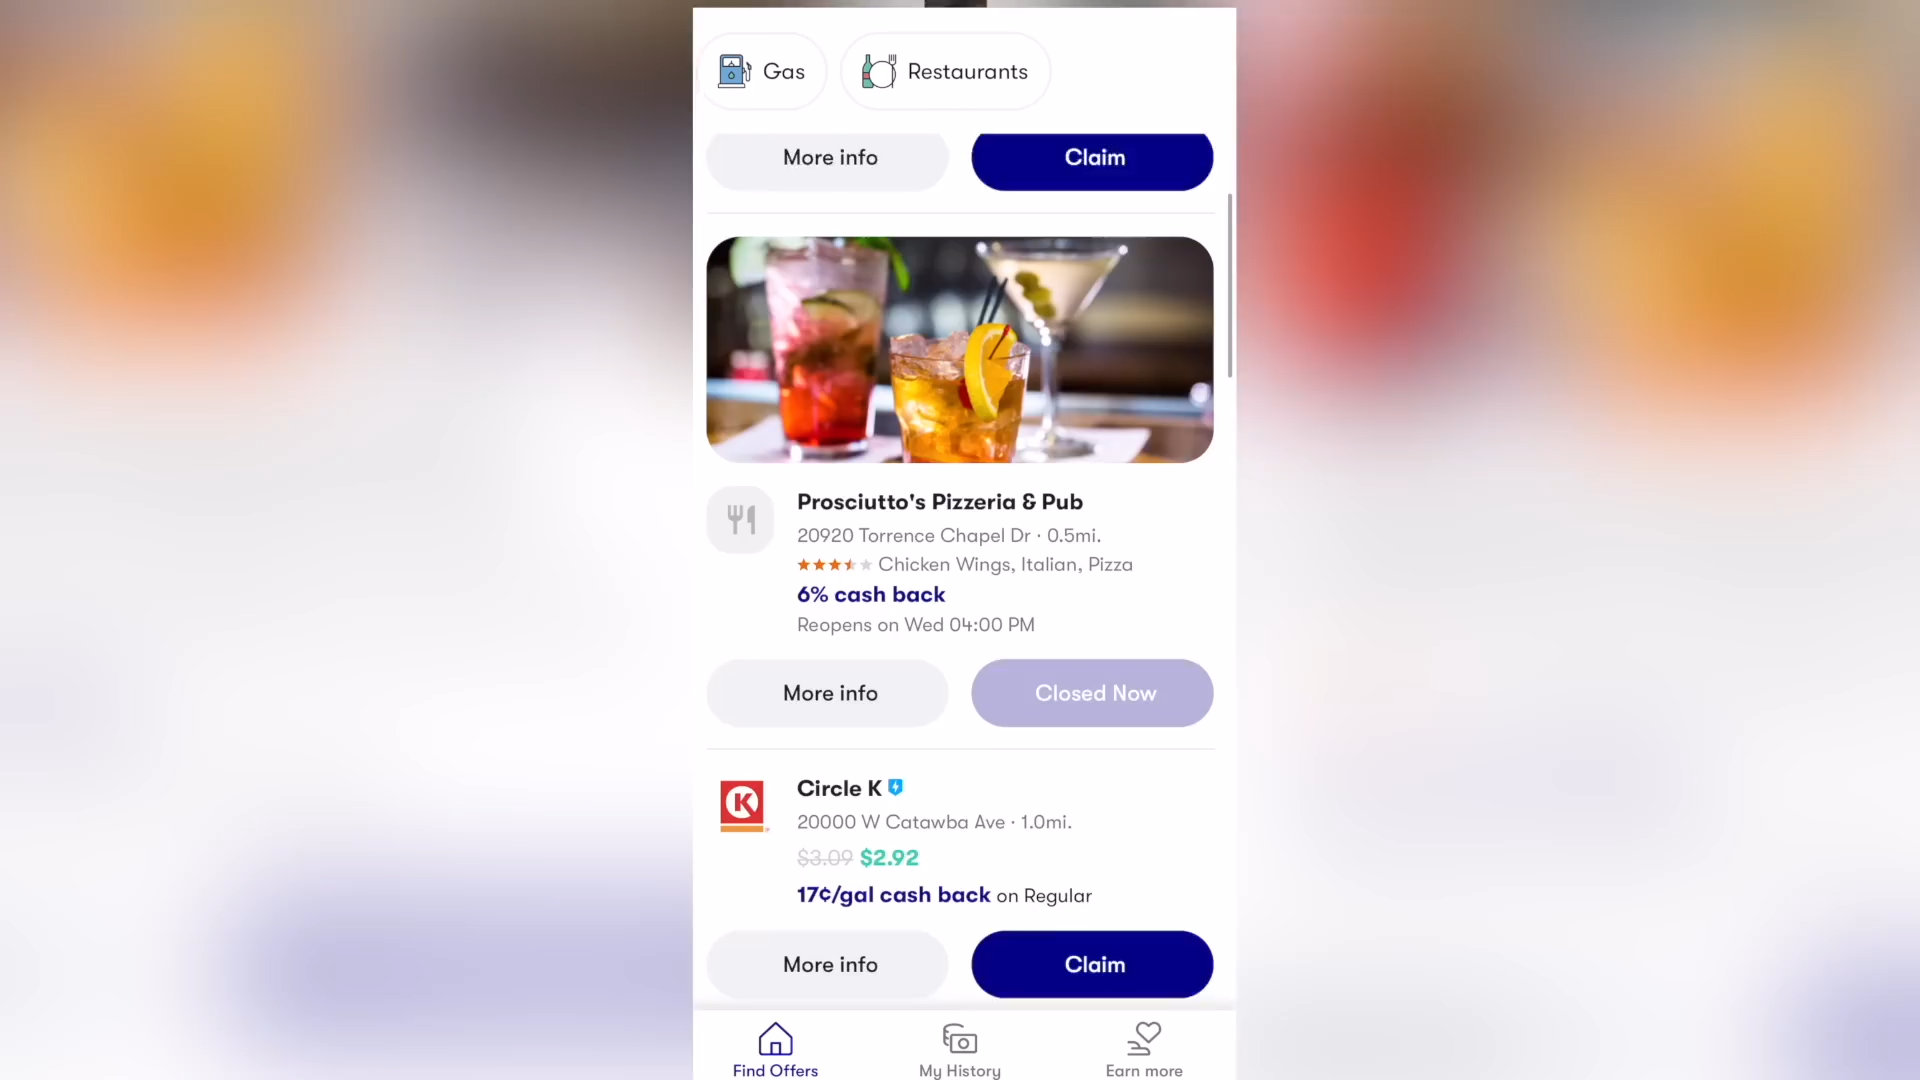 Gas
Restaurants
More info
Claim
Prosciutto's Pizzeria & Pub
20920 Torrence Chapel Dr · 0.5mi.
Chicken Wings, Italian, Pizza
6% cash back
Reopens on Wed 04:00 PM
More info
Closed Now
K
Circle K
20000 W Catawba Ave · 1.0mi.
$3.09 $2.92
17¢/gal cash back on Regular
More info
Claim
Find Offers
My History
Earn more